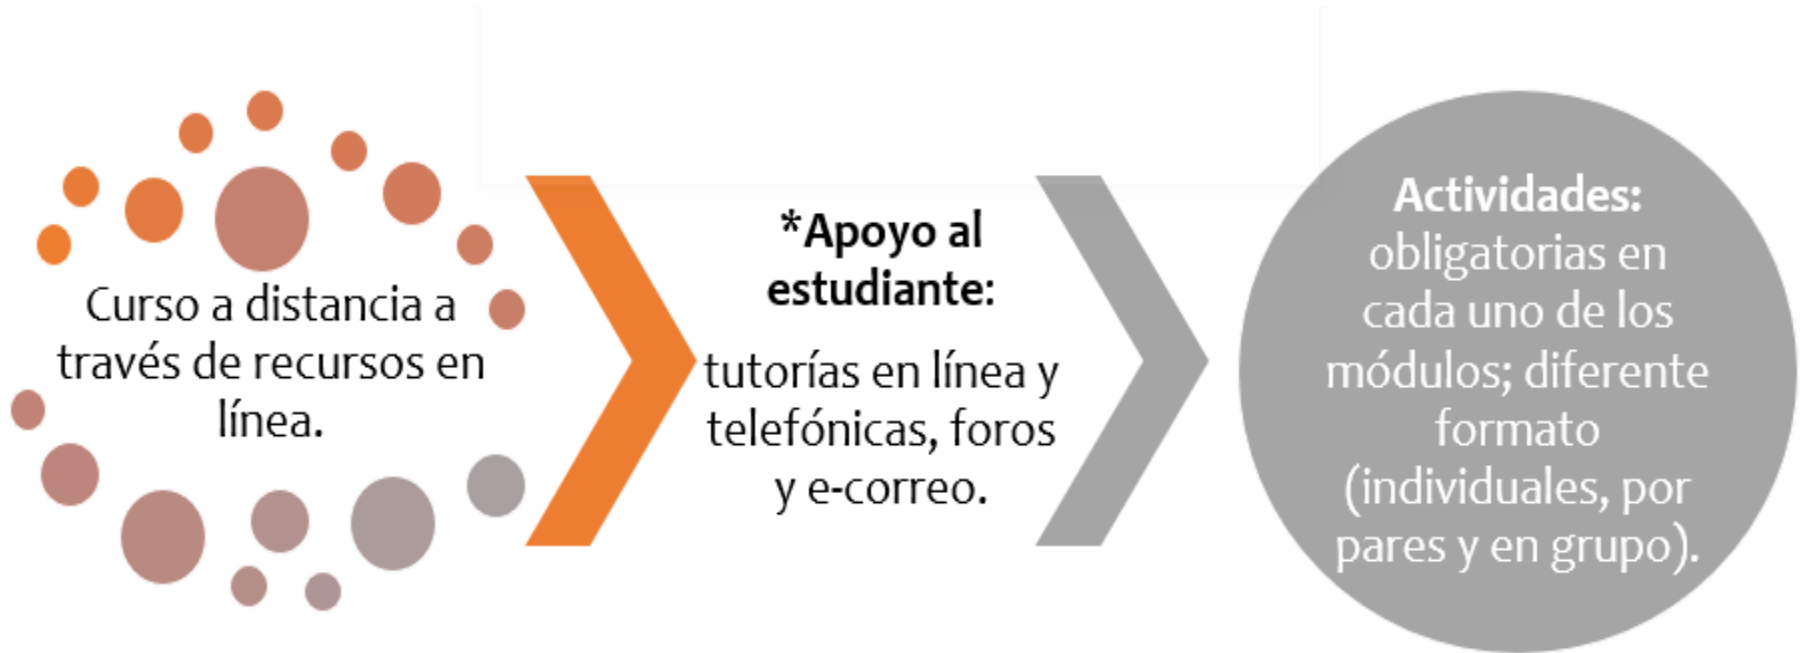 Curso a distancia a
través de recursos en
línea.
*Apoyo al
estudiante:
tutorías en línea y
telefónicas, foros
y e-correo.
Actividades:
obligatorias en
cada uno de los
módulos; diferente
formato
(individuales, por
pares y en grupo).